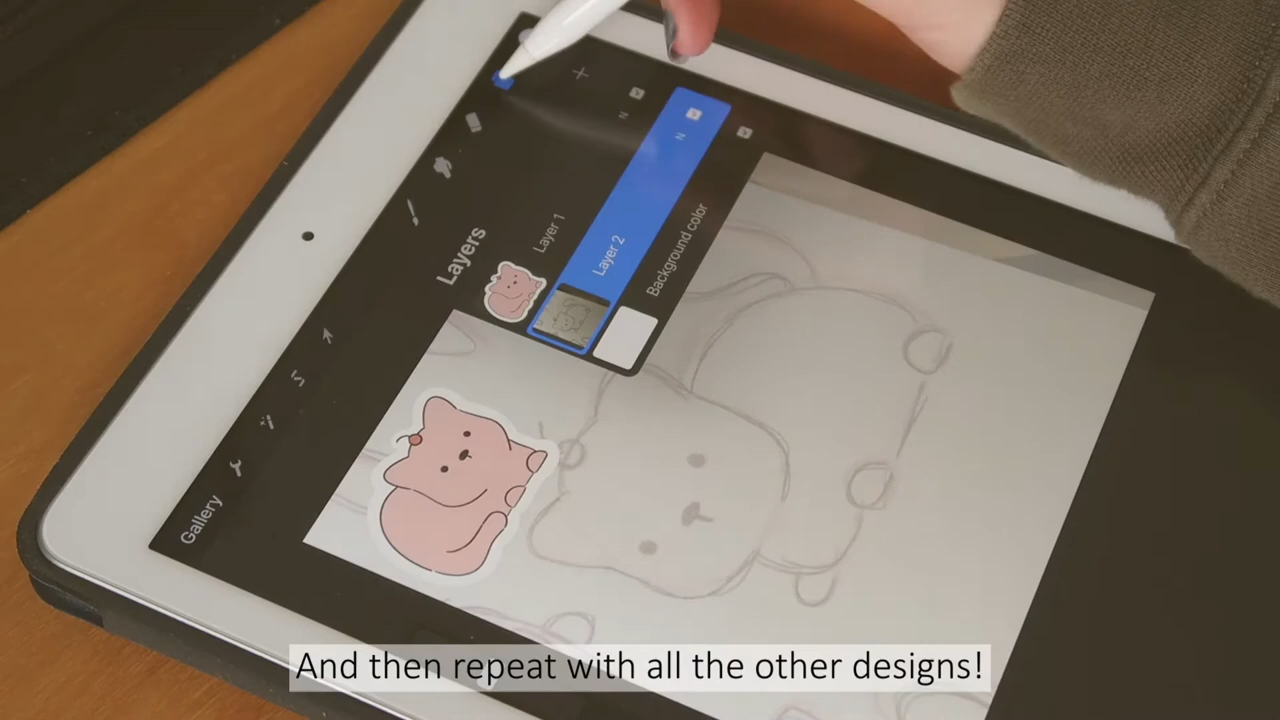 Gallery
Layers
Layer 1
N
Layer 2
N
Background color
And then repeat with all the other designs!